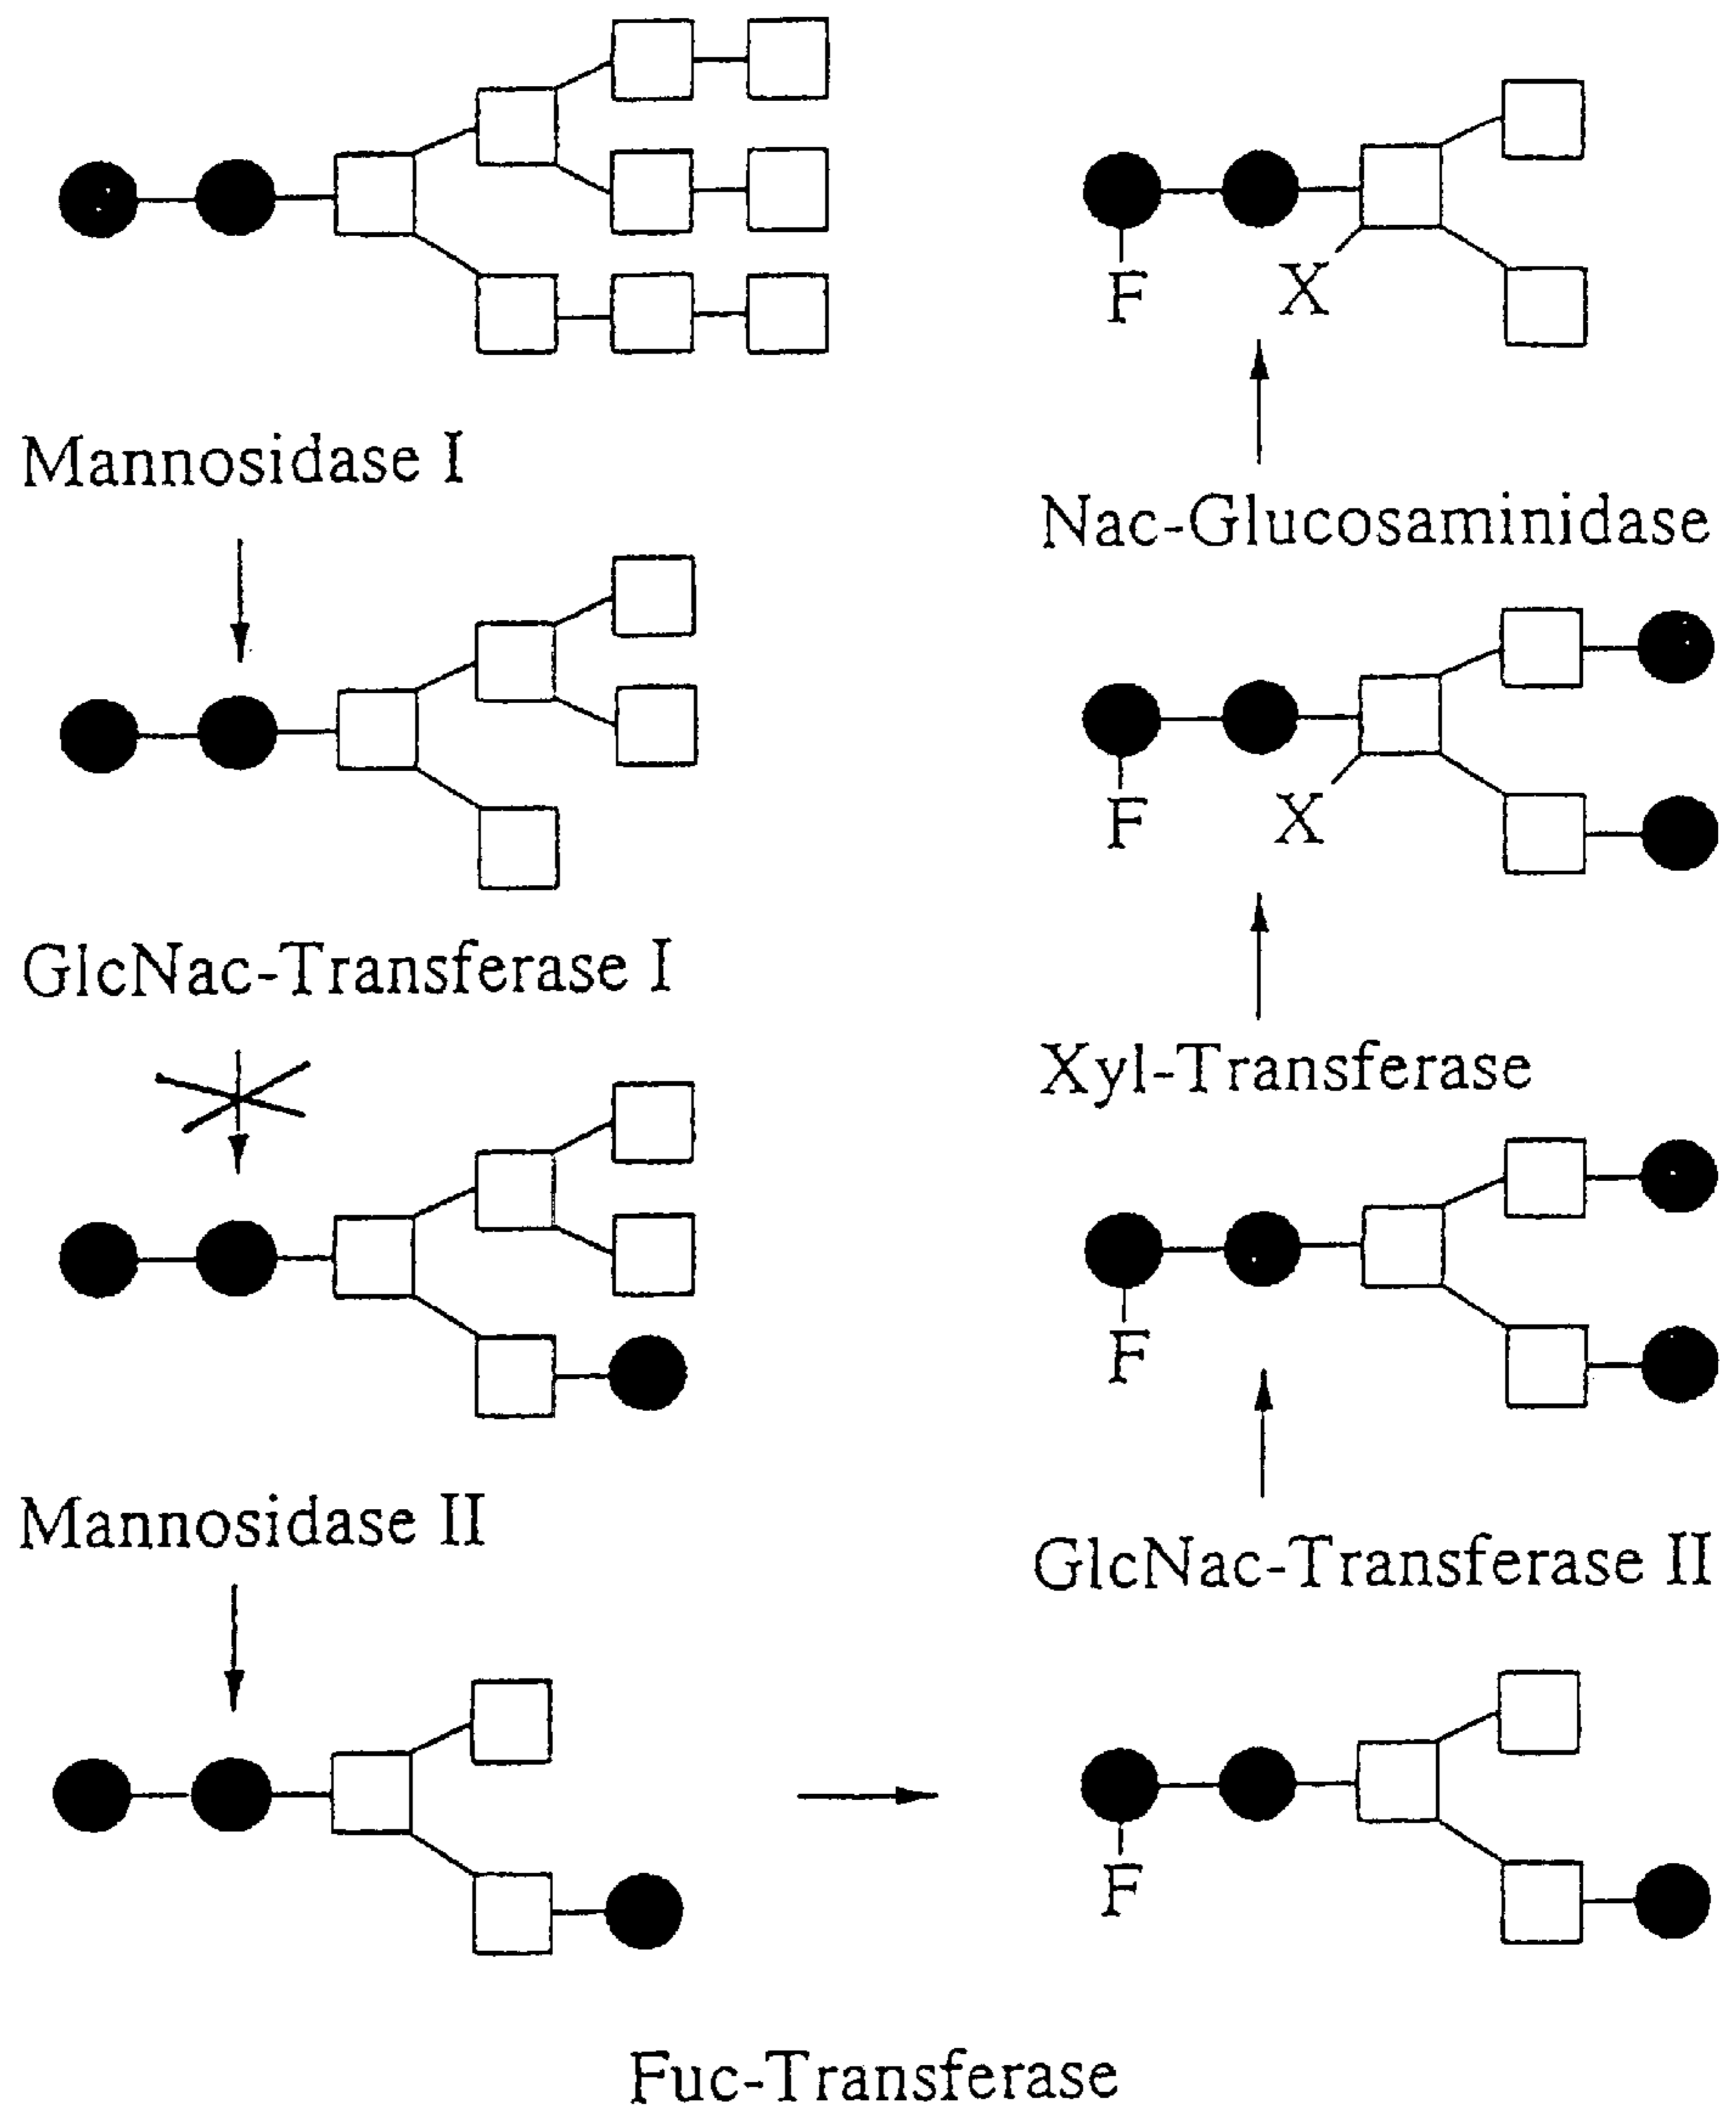 Mannosidase I
GlcNac-Transferase I
Mannosidase II
Fuc-Transferase
F
GlcNac-Transferase II
F
Xyl-Transferase
F
X
Nac-Glucosaminidase
F
X